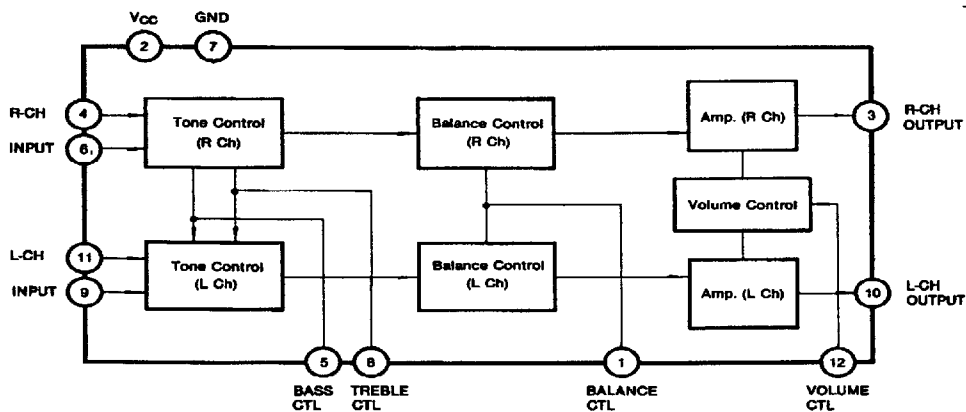 VCC GND
2 7
R-CH 4
Tone Control
(R Ch)
Balance Control
(R Ch)
Amp. (R Ch)
3 R-CH
OUTPUT
INPUT 6
Volume Control
L-CH 11
Tone Control
(L Ch)
Balance Control
(L Ch)
Amp. (L Ch)
10 L-CH
OUTPUT
INPUT 9
5 8 1 12
BASS TREBLE BALANCE VOLUME
CTL CTL CTL CTL